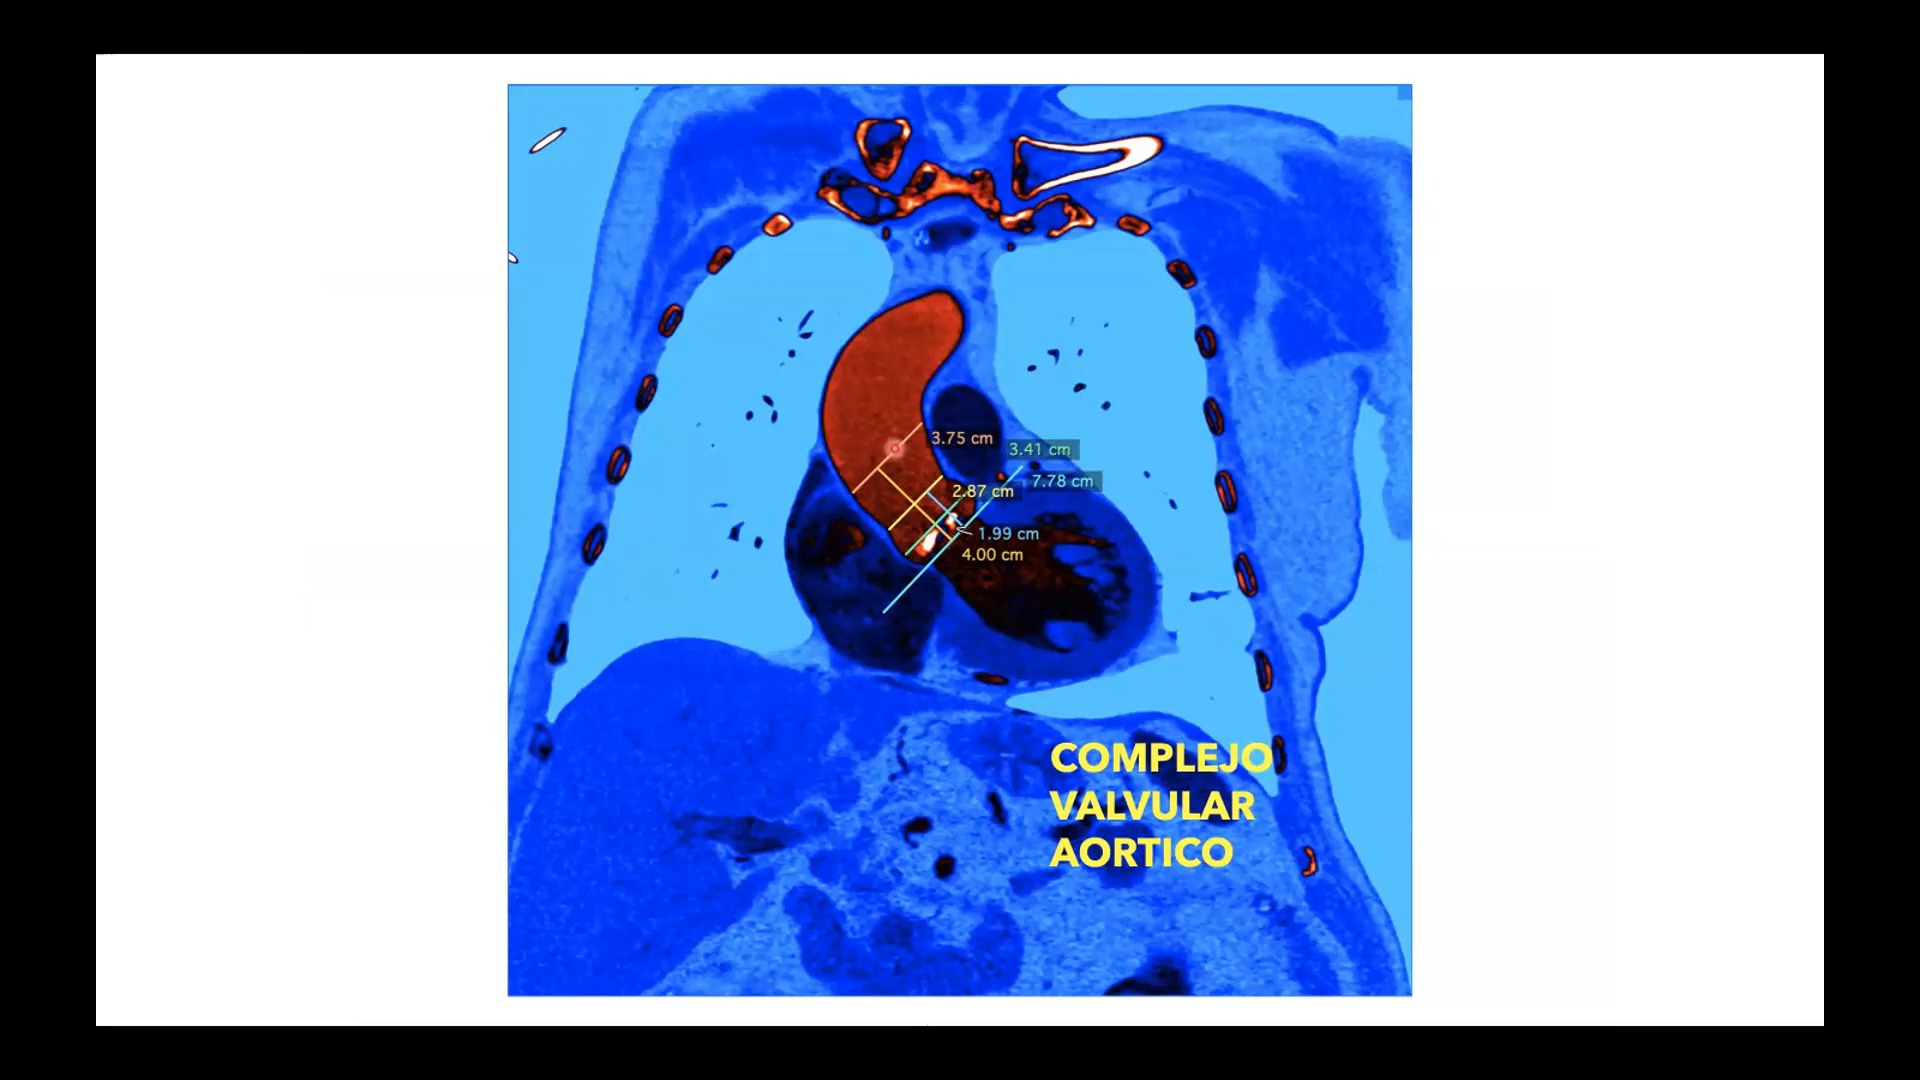 3.75 cm
3.41 cm
7.78 cm
2.87 cm
1.99 cm
4.00 cm
COMPLEJO
VALVULAR
AORTICO